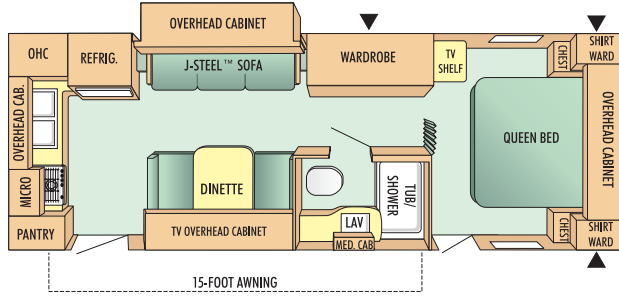 OVERHEAD CABINET
OHC
REFRIG.
J-STEEL™ SOFA
WARDROBE
TV
SHELF
CHEST
SHIRT
WARD
OVERHEAD CAB.
MICRO
PANTRY
DINETTE
TV OVERHEAD CABINET
TUB/
SHOWER
LAV
MED. CAB
QUEEN BED
OVERHEAD CABINET
CHEST
SHIRT
WARD
15-FOOT AWNING